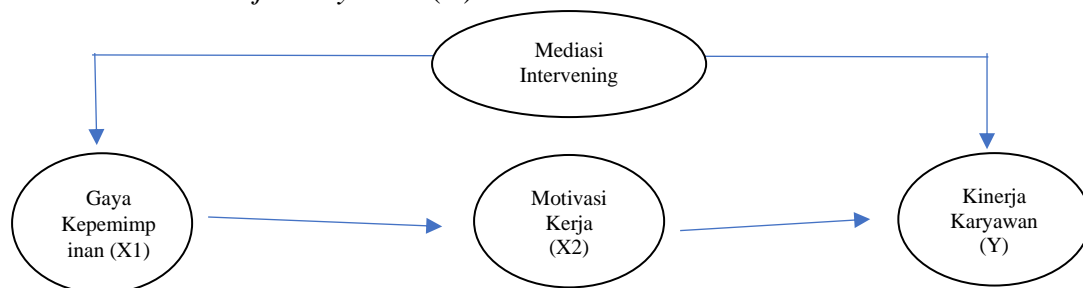 Mediasi
Intervening
Gaya
Kepemimp
inan (X1)
Motivasi
Kerja
(X2)
Kinerja
Karyawan
(Y)